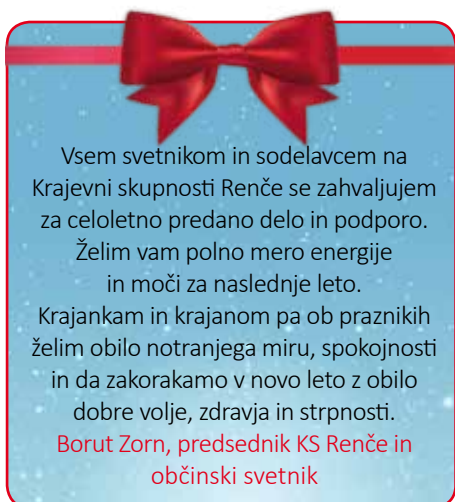 Vsem svetnikom in sodelavcem na
Krajevni skupnosti Renče se zahvaljujem
za celoletno predano delo in podporo.
Želim vam polno mero energije
in moči za naslednje leto.
Krajankam in krajanom pa ob praznikih
želim obilo notranjega miru, spokojnosti
in da zakorakamo v novo leto z obilo
dobre volje, zdravja in strpnosti.
Borut Zorn, predsednik KS Renče in
občinski svetnik